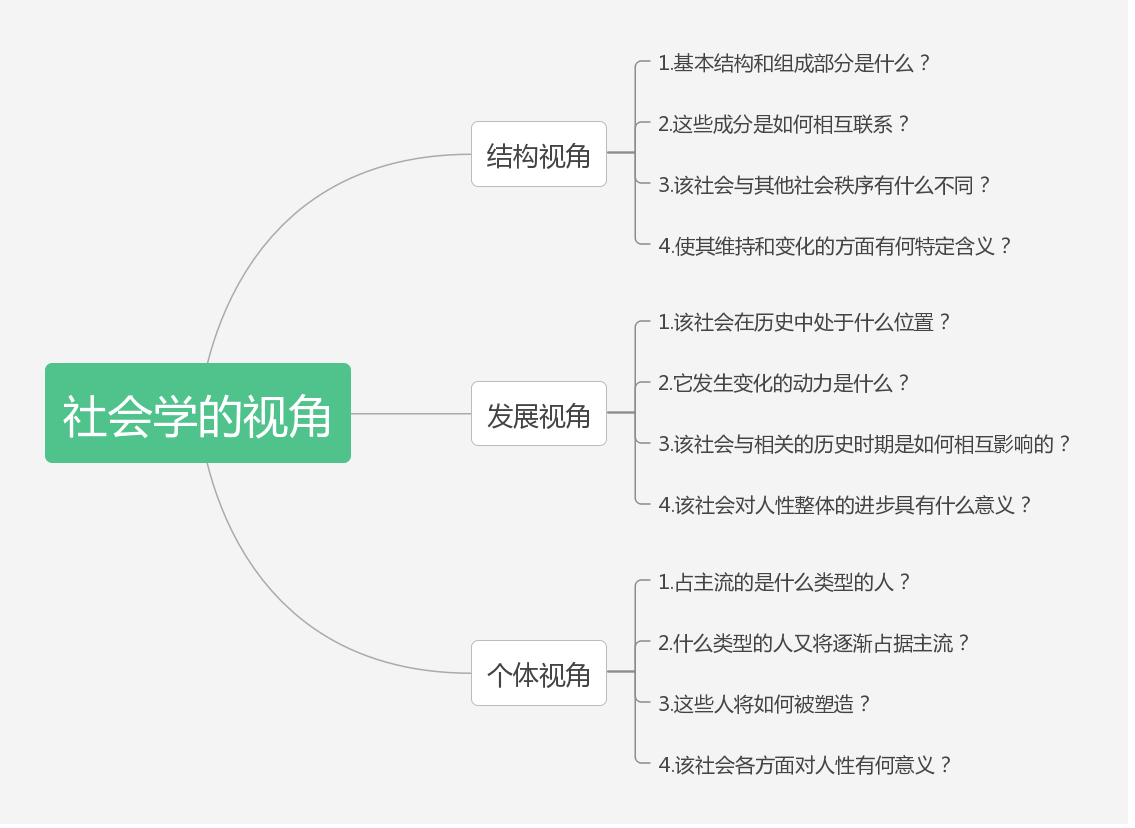 社会学的视角
结构视角
1.基本结构和组成部分是什么？
2.这些成分是如何相互联系？
3.该社会与其他社会秩序有什么不同？
4.使其维持和变化的方面有何特定含义？
发展视角
1.该社会在历史中处于什么位置？
2.它发生变化的动力是什么？
3.该社会与相关的历史时期是如何相互影响的？
4.该社会对人性整体的进步具有什么意义？
个体视角
1.占主流的是什么类型的人？
2.什么类型的人又将逐渐占据主流？
3.这些人将如何被塑造？
4.该社会各方面对人性有何意义？